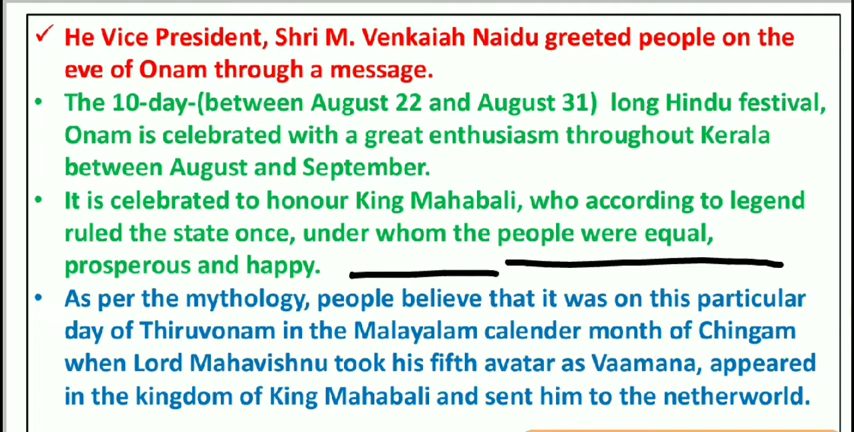 ✓ He Vice President, Shri M. Venkaiah Naidu greeted people on the
eve of Onam through a message.
• The 10-day-(between August 22 and August 31) long Hindu festival,
Onam is celebrated with a great enthusiasm throughout Kerala
between August and September.
• It is celebrated to honour King Mahabali, who according to legend
ruled the state once, under whom the people were equal,
prosperous and happy.
• As per the mythology, people believe that it was on this particular
day of Thiruvonam in the Malayalam calender month of Chingam
when Lord Mahavishnu took his fifth avatar as Vaamana, appeared
in the kingdom of King Mahabali and sent him to the netherworld.